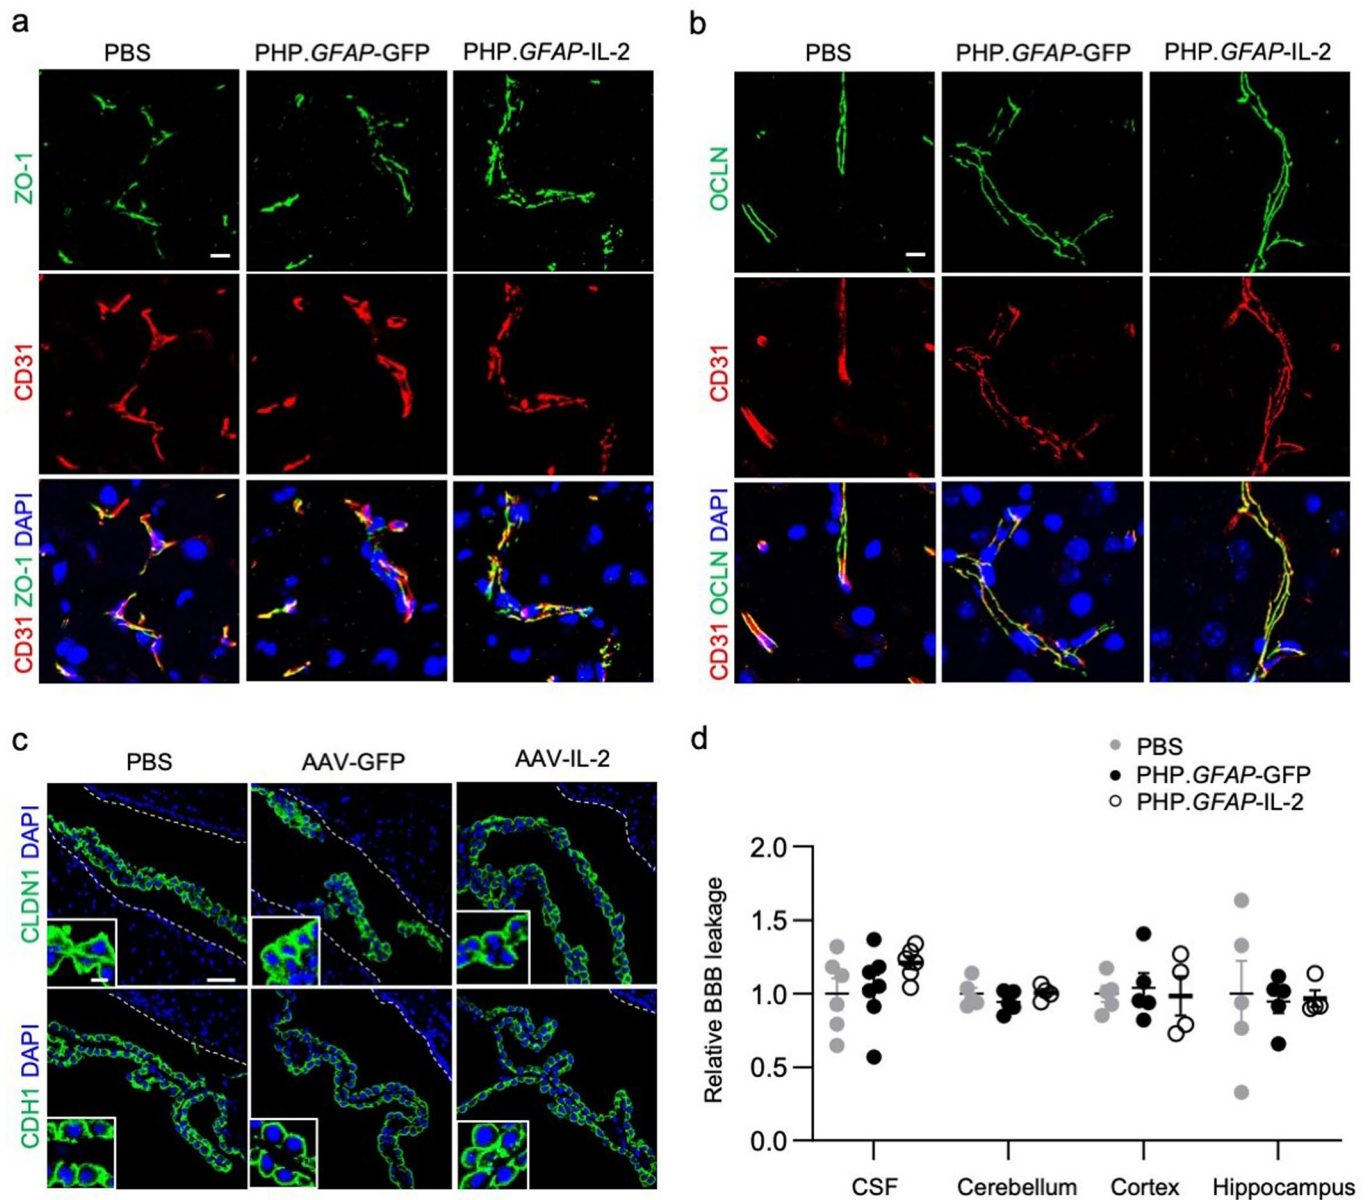 a
PBS PHP.GFAP-GFP PHP.GFAP-IL-2
ZO-1
CD31
CD31 ZO-1 DAPI
b
PBS PHP.GFAP-GFP PHP.GFAP-IL-2
OCLN
CD31
CD31 OCLN DAPI
c
PBS AAV-GFP AAV-IL-2
CLDN1 DAPI
CDH1 DAPI
d
PBS
PHP.GFAP-GFP
PHP.GFAP-IL-2
Relative BBB leakage
2.0
1.5
1.0
0.5
0.0
CSF Cerebellum Cortex Hippocampus